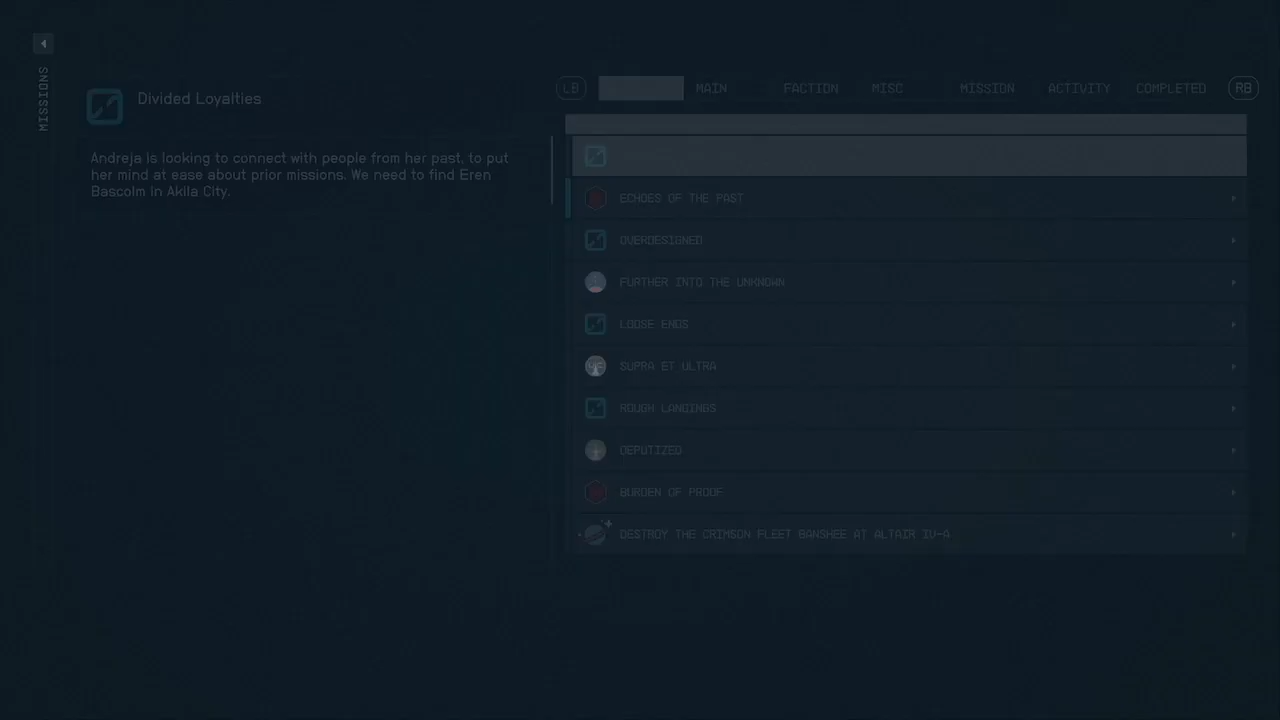 MISSIONS
Divided Loyalties
Andreja is looking to connect with people from her past, to put
her mind at ease about prior missions. We need to find Eren
Bascolm in Akila City.
LB
MAIN
FACTION
MISC
MISSION
ACTIVITY
COMPLETED
RB
ECHOES OF THE PAST
OVERDESIGNED
FURTHER INTO THE UNKNOWN
LOOSE ENDS
SUPRA ET ULTRA
ROUGH LANDINGS
DEPUTIZED
BURDEN OF PROOF
DESTROY THE CRIMSON FLEET BANSHEE AT ALTAIR IV-A